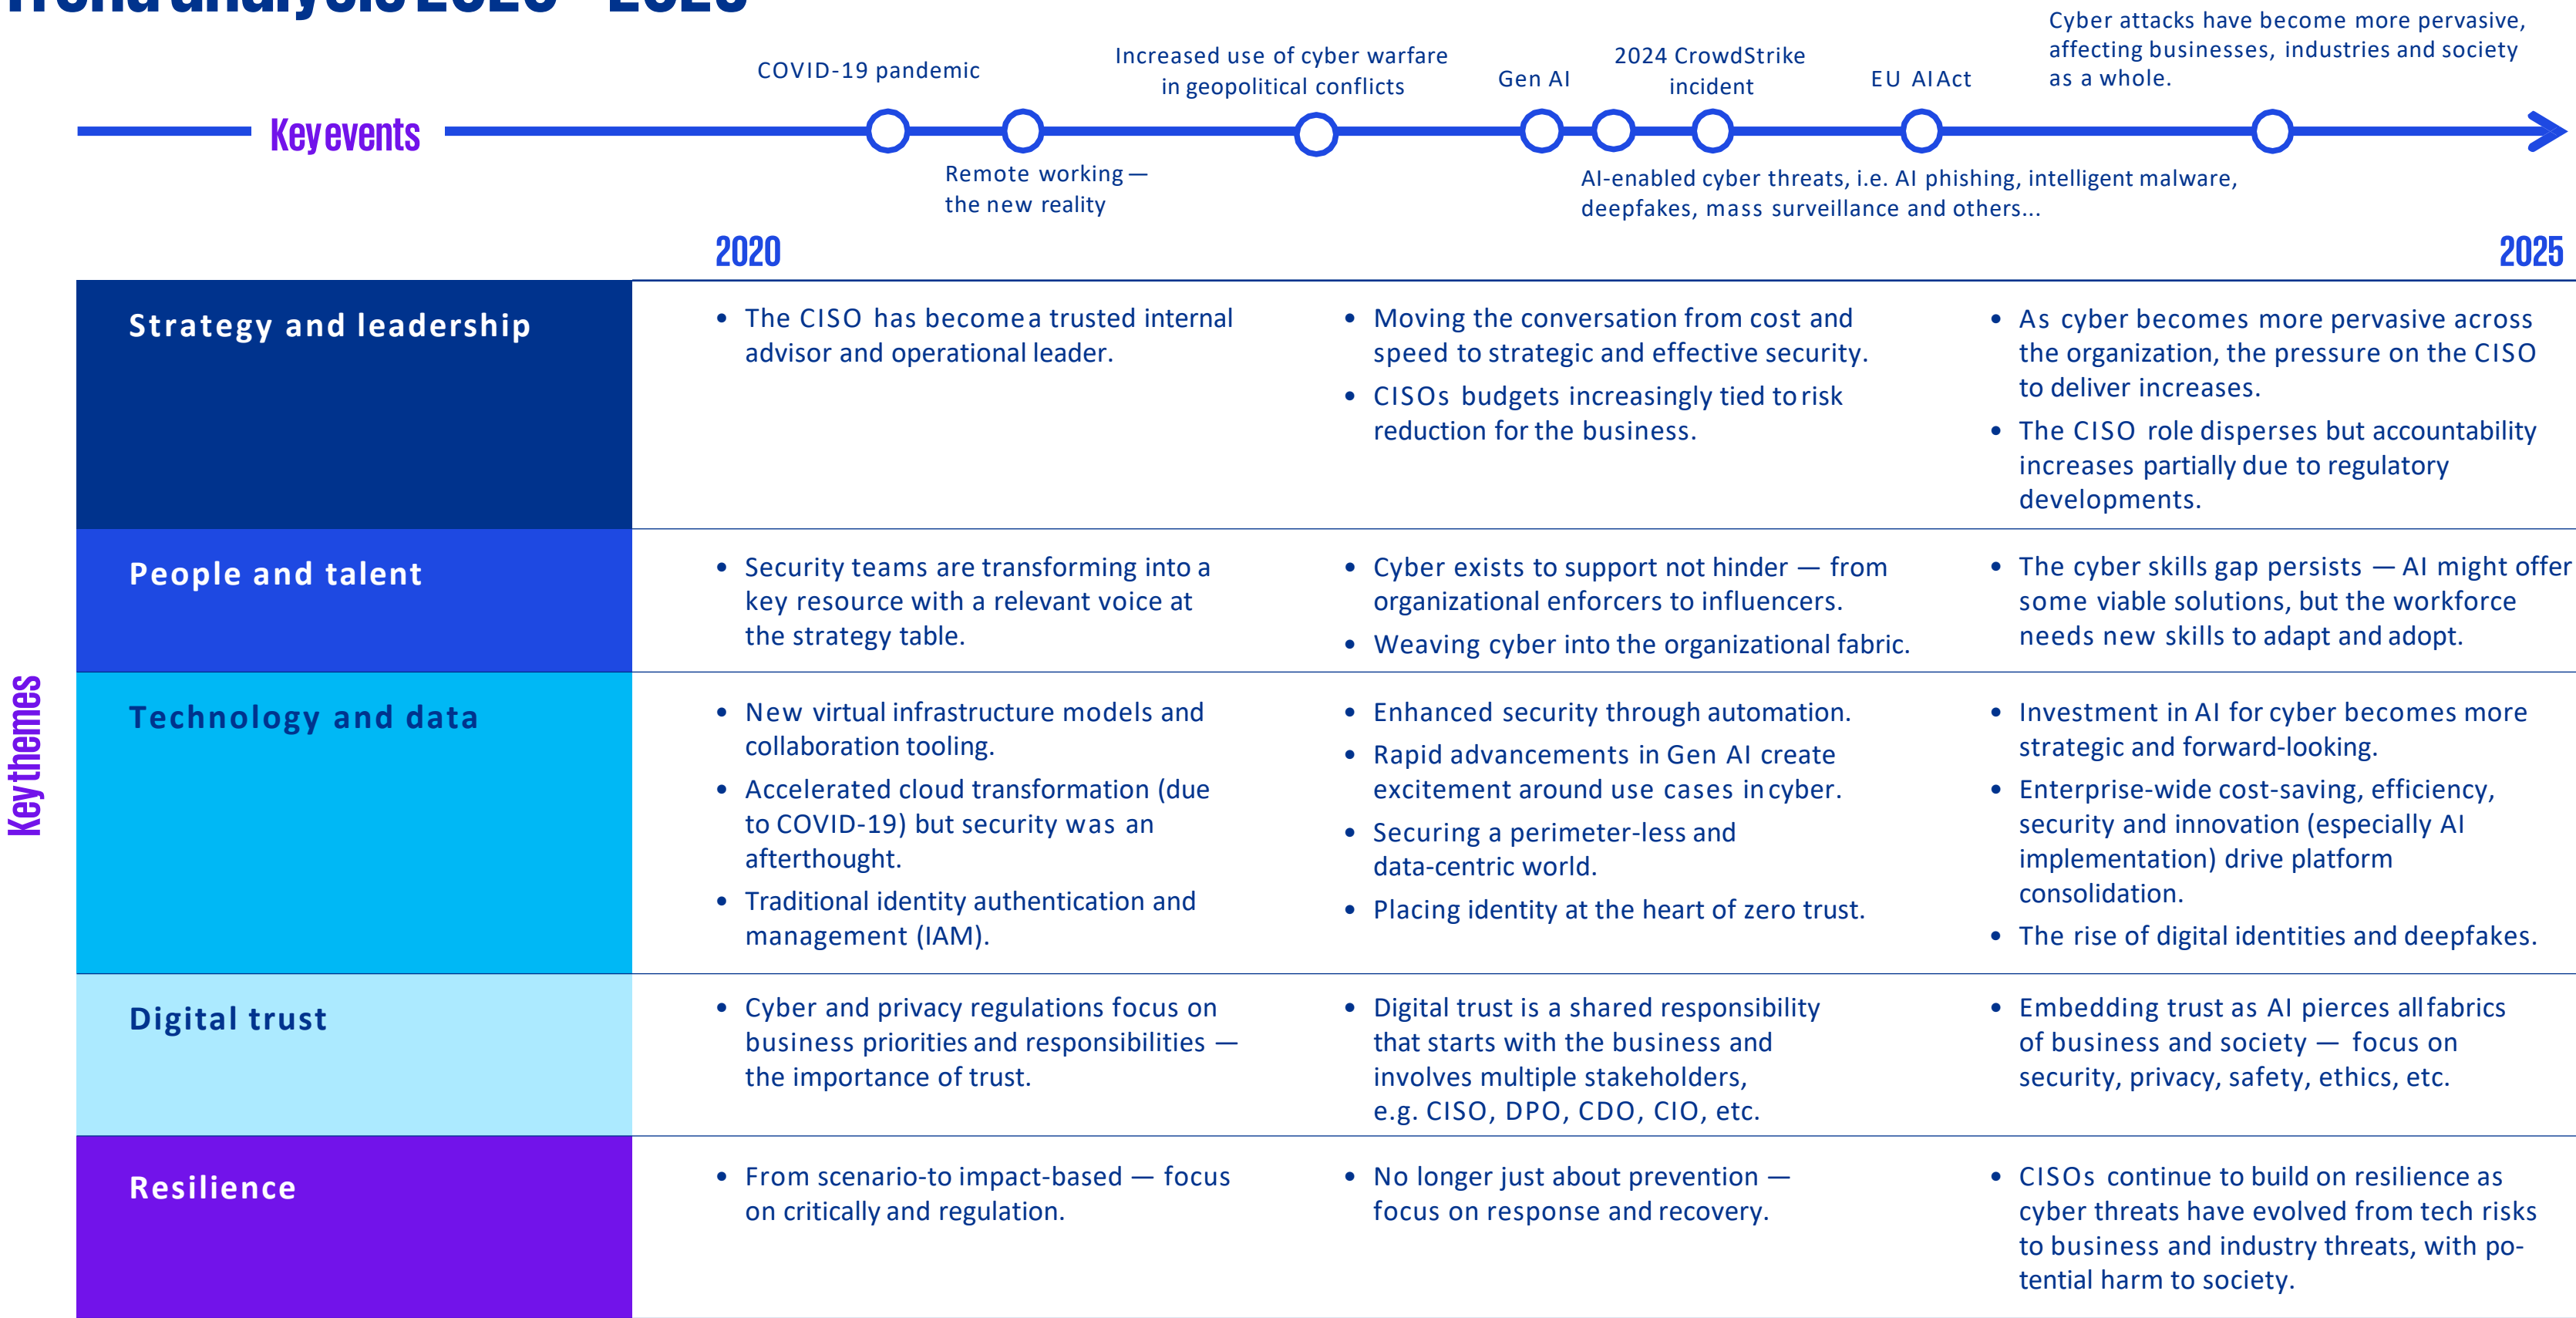 Trend analysis 2020 – 2025
Cyber attacks have become more pervasive,
affecting businesses, industries and society
as a whole.
COVID-19 pandemic
Increased use of cyber warfare
in geopolitical conflicts
Gen AI
2024 CrowdStrike
incident
EU AI Act
Key events
Remote working —
the new reality
AI-enabled cyber threats, i.e. AI phishing, intelligent malware,
deepfakes, mass surveillance and others...
2020
2025
Key themes
Strategy and leadership
• The CISO has become a trusted internal
advisor and operational leader.
• Moving the conversation from cost and
speed to strategic and effective security.
• CISOs budgets increasingly tied to risk
reduction for the business.
• As cyber becomes more pervasive across
the organization, the pressure on the CISO
to deliver increases.
• The CISO role disperses but accountability
increases partially due to regulatory
developments.
People and talent
• Security teams are transforming into a
key resource with a relevant voice at
the strategy table.
• Cyber exists to support not hinder — from
organizational enforcers to influencers.
• Weaving cyber into the organizational fabric.
• The cyber skills gap persists — AI might offer
some viable solutions, but the workforce
needs new skills to adapt and adopt.
Technology and data
• New virtual infrastructure models and
collaboration tooling.
• Accelerated cloud transformation (due
to COVID-19) but security was an
afterthought.
• Traditional identity authentication and
management (IAM).
• Enhanced security through automation.
• Rapid advancements in Gen AI create
excitement around use cases in cyber.
• Securing a perimeter-less and
data-centric world.
• Placing identity at the heart of zero trust.
• Investment in AI for cyber becomes more
strategic and forward-looking.
• Enterprise-wide cost-saving, efficiency,
security and innovation (especially AI
implementation) drive platform
consolidation.
• The rise of digital identities and deepfakes.
Digital trust
• Cyber and privacy regulations focus on
business priorities and responsibilities —
the importance of trust.
• Digital trust is a shared responsibility
that starts with the business and
involves multiple stakeholders,
e.g. CISO, DPO, CDO, CIO, etc.
• Embedding trust as AI pierces all fabrics
of business and society — focus on
security, privacy, safety, ethics, etc.
Resilience
• From scenario-to impact-based — focus
on critically and regulation.
• No longer just about prevention —
focus on response and recovery.
• CISOs continue to build on resilience as
cyber threats have evolved from tech risks
to business and industry threats, with po-
tential harm to society.